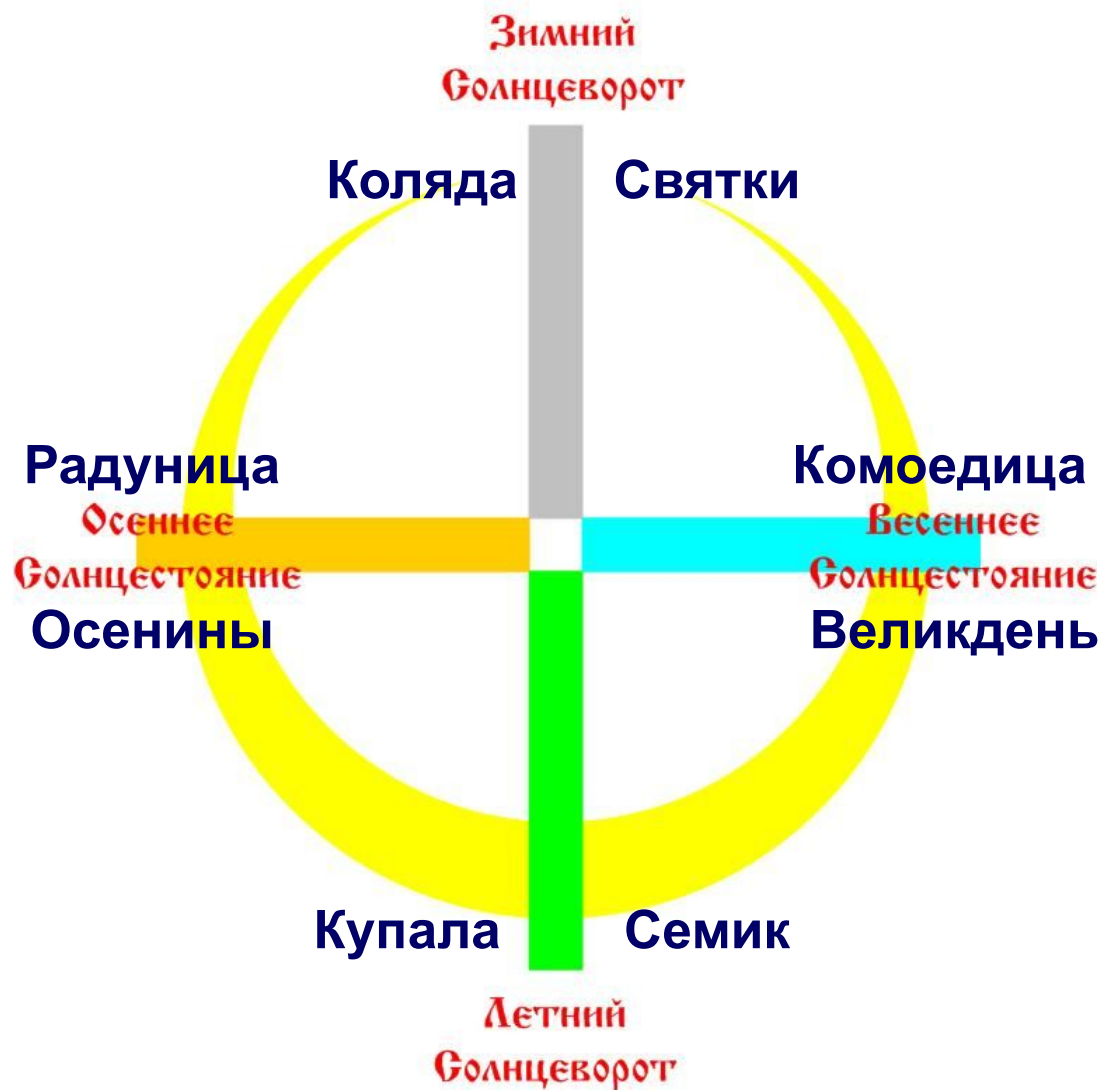 Зимний
Солнцеворот
Коляда Святки
Радуница Комоедица
Осеннее Весеннее
Солнцестояние Солнцестояние
Осенины Великдень
Купала Семик
Летний
Солнцеворот